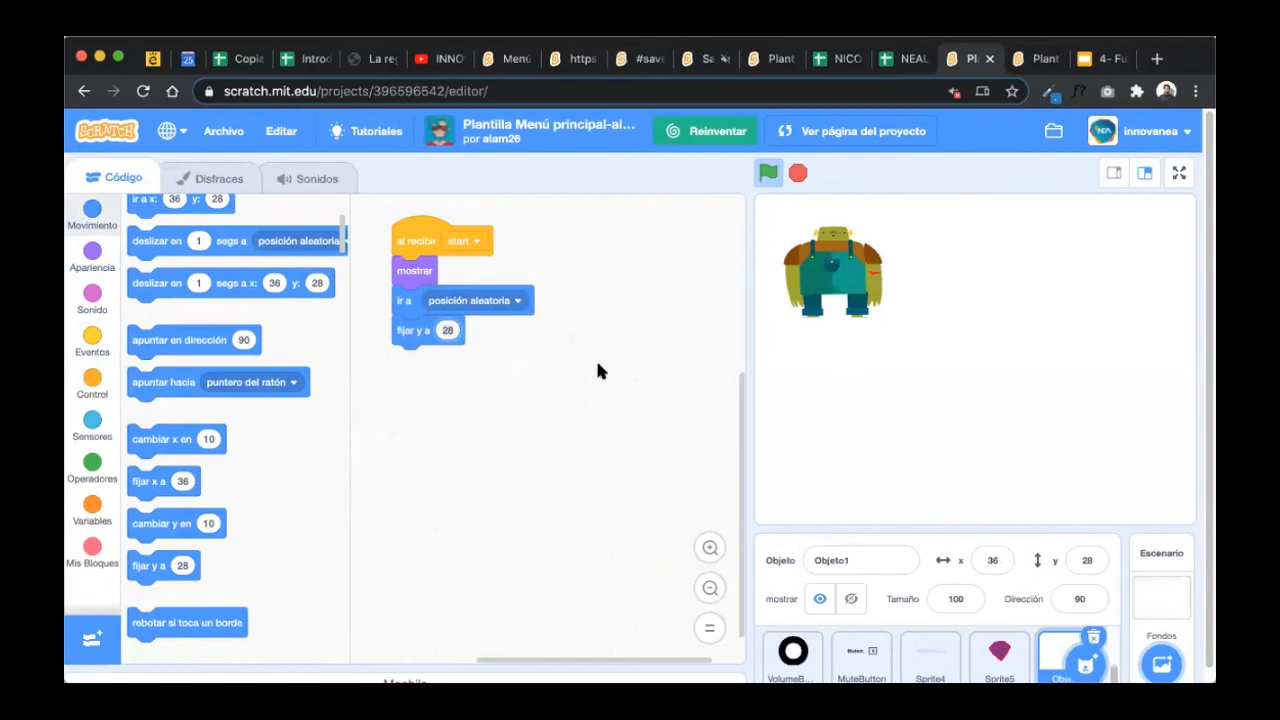 25 Copia Introd La reg INNO Menú https #save Sa Plant NICO NEAL Pl Plant 4- Fu
scratch.mit.edu/projects/396596542/editor/
SCRATCH Archivo Editar Tutoriales Plantilla Menú principal-al... por alam26 Reinventar Ver página del proyecto innovanea
Código Disfraces Sonidos
Movimiento
Apariencia
Sonido
Eventos
Control
Sensores
Operadores
Variables
Mis Bloques
ir a x: 36 y: 28
deslizar en 1 segs a posición aleatoria
deslizar en 1 segs a x: 36 y: 28
apuntar en dirección 90
apuntar hacia puntero del ratón
cambiar x en 10
fijar x a 36
cambiar y en 10
fijar y a 28
rebotar si toca un borde
al recibir start
mostrar
ir a posición aleatoria
fijar y a 28
Objeto Objeto1 x 36 y 28
mostrar Tamaño 100 Dirección 90
Escenario
Fondos
VolumeB...
Muted: X
MuteButton
Sprite4
Sprite5